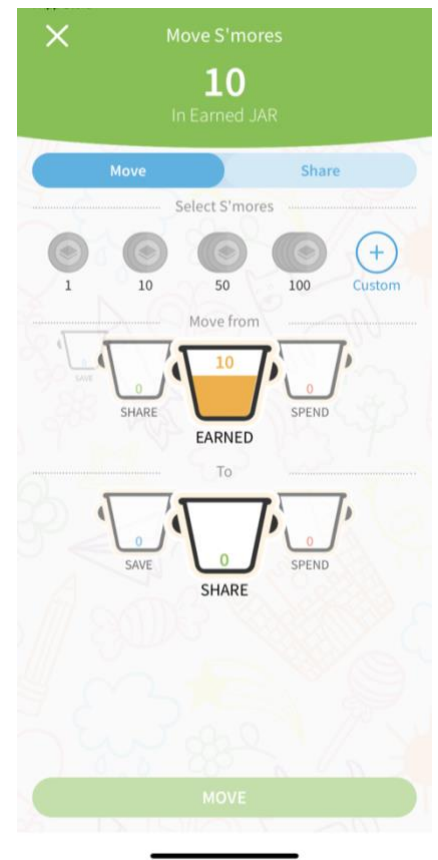 Move S'mores
10
In Earned JAR
Move Share
Select S'mores
1 10 50 100 Custom
Move from
0 0 10 0
SAVE SHARE EARNED SPEND
To
0 0 0
SAVE SHARE SPEND
MOVE